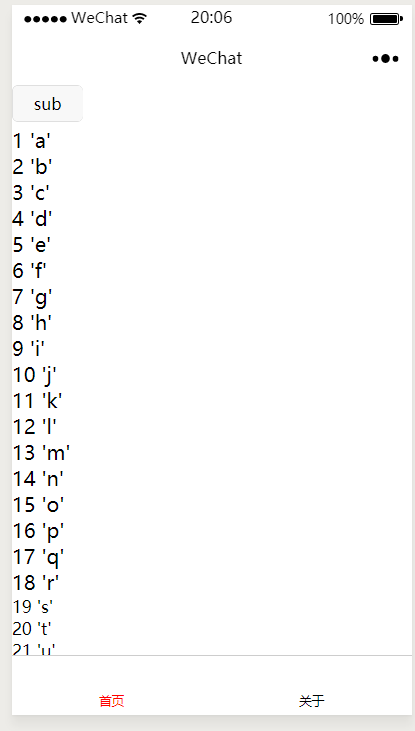 WeChat 20:06 100%
WeChat
sub
1 'a'
2 'b'
3 'c'
4 'd'
5 'e'
6 'f'
7 'g'
8 'h'
9 'i'
10 'j'
11 'k'
12 'l'
13 'm'
14 'n'
15 'o'
16 'p'
17 'q'
18 'r'
19 's'
20 't'
21 'u'
首页 关于